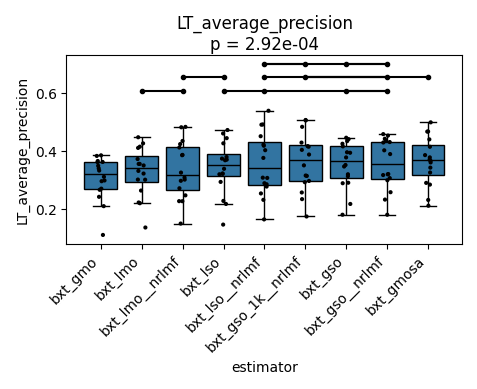 LT_average_precision
p = 2.92e-04
LT_average_precision
0.6
0.4
0.2
bxt_gmo
bxt_lmo
bxt_lmo__nrlmf
bxt_lso
bxt_lso__nrlmf
bxt_gso_1k__nrlmf
bxt_gso
bxt_gso__nrlmf
bxt_gmosa
estimator